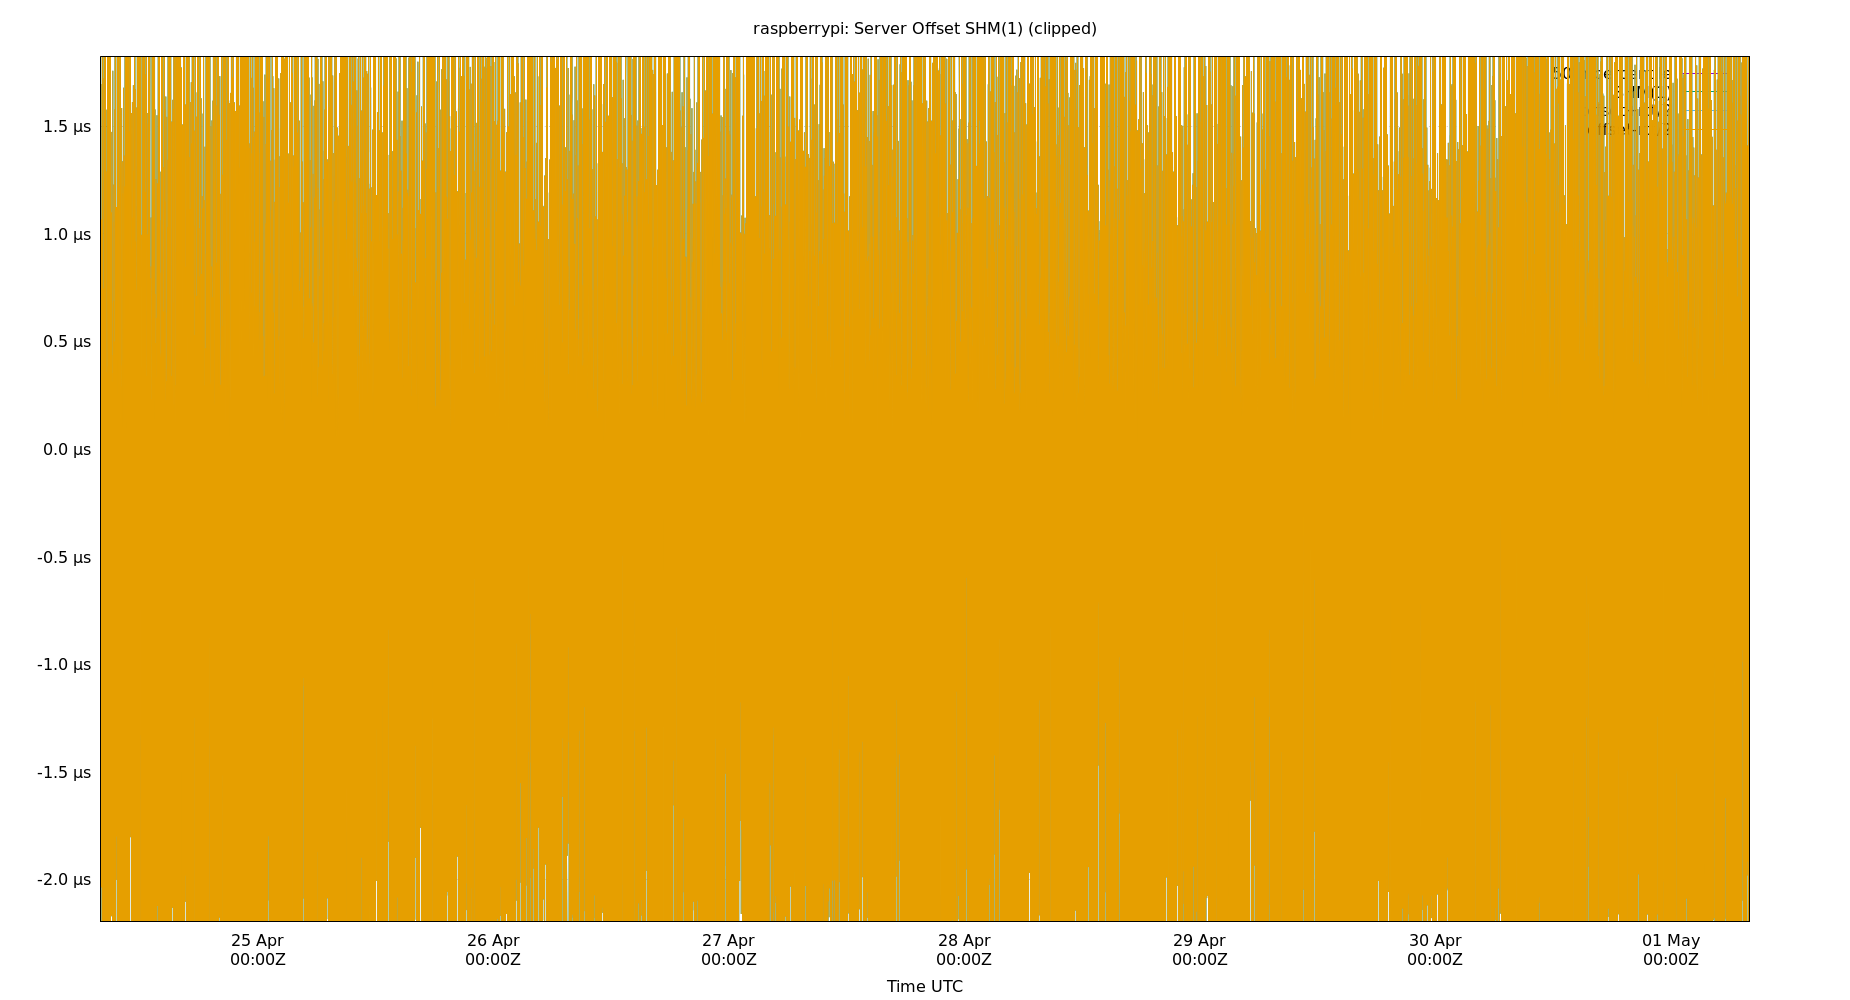 raspberrypi: Server Offset SHM(1) (clipped)
1.5 µs
1.0 µs
0.5 µs
0.0 µs
-0.5 µs
-1.0 µs
-1.5 µs
-2.0 µs
25 Apr 26 Apr 27 Apr 28 Apr 29 Apr 30 Apr 01 May
00:00Z 00:00Z 00:00Z 00:00Z 00:00Z 00:00Z 00:00Z
Time UTC